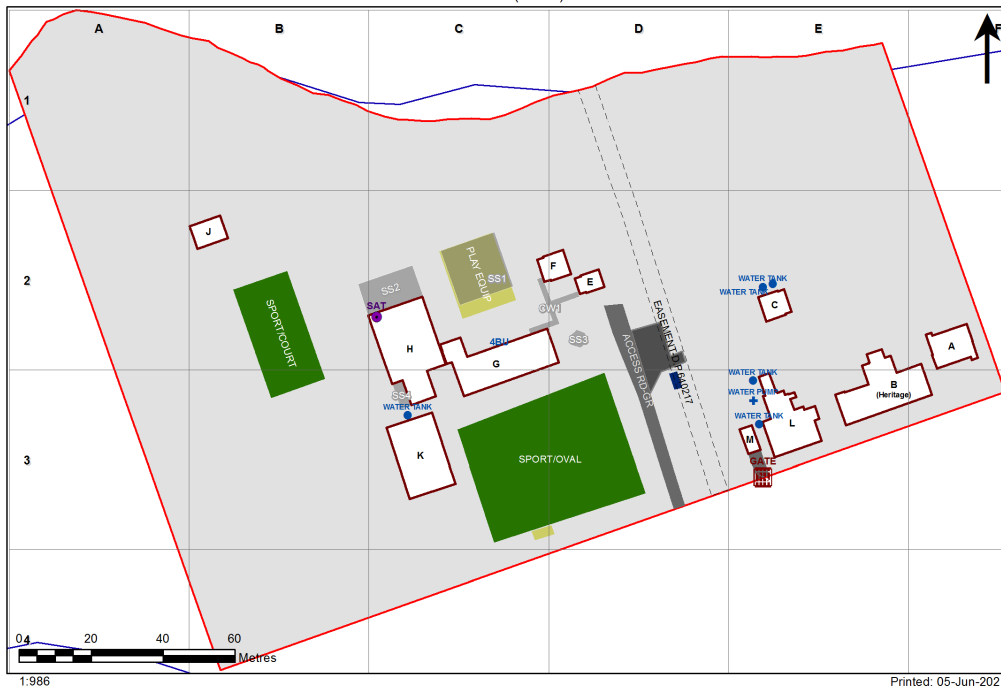 A
B
C
D
E
F
1
J
2
PLAY EQUIP
SS1
F
E
WATER TANK
WATER TANK
C
SS2
SAT
SPORT/COURT
CW1
EASEMENT DP640217
ACCESS RD-GR
SS3
4BU
H
G
A
WATER TANK
WATER PUMP
B
(Heritage)
SS4
WATER TANK
WATER TANK
L
M
K
3
SPORT/OVAL
GATE
4
0
20
40
60
Metres
1:986
Printed: 05-Jun-202